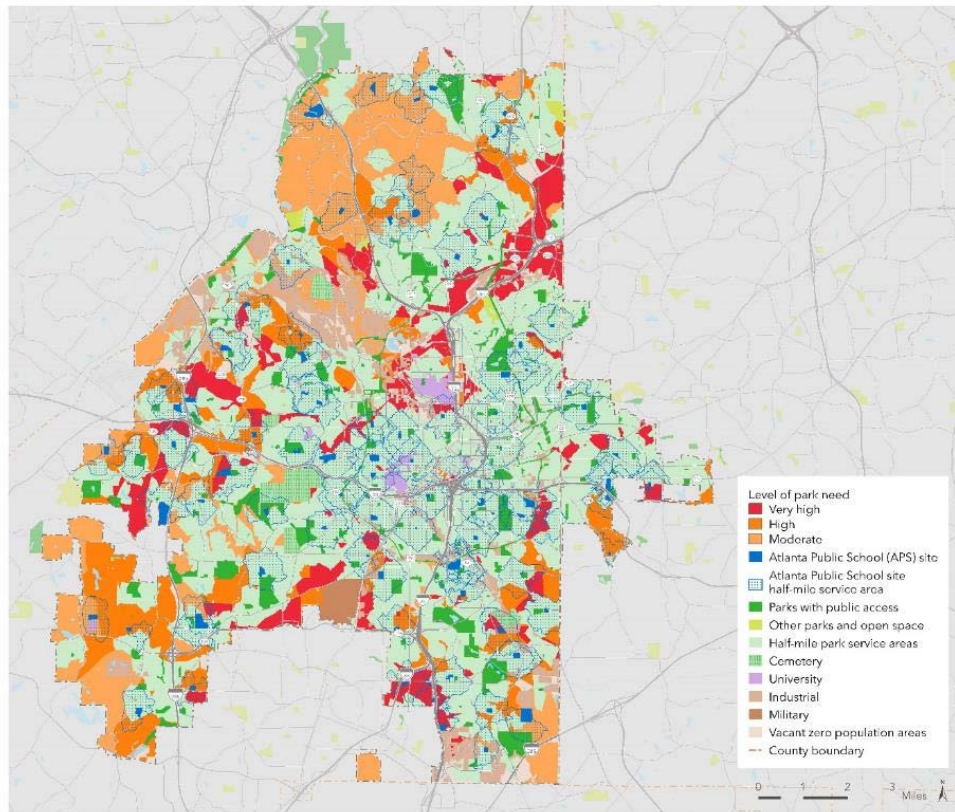 Level of park need
Very high
High
Moderate
Atlanta Public School (APS) site
Atlanta Public School site
half-mile service area
Parks with public access
Other parks and open space
Half-mile park service areas
Cemetery
University
Industrial
Military
Vacant zero population areas
County boundary
0 1 2 3
Miles
N